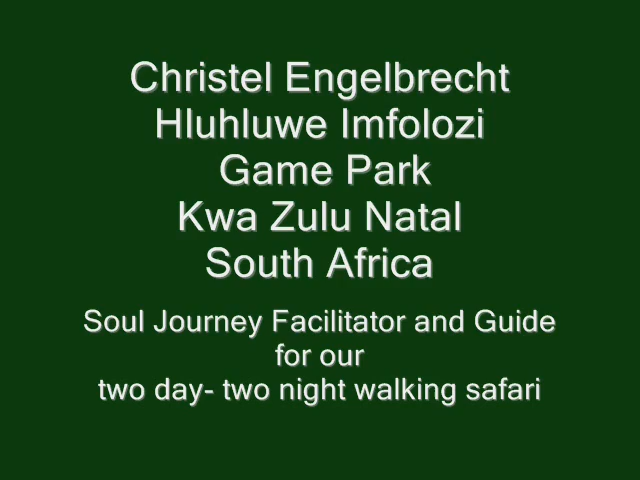 Christel Engelbrecht
Hluhluwe Imfolozi
Game Park
Kwa Zulu Natal
South Africa
Soul Journey Facilitator and Guide
for our
two day- two night walking safari